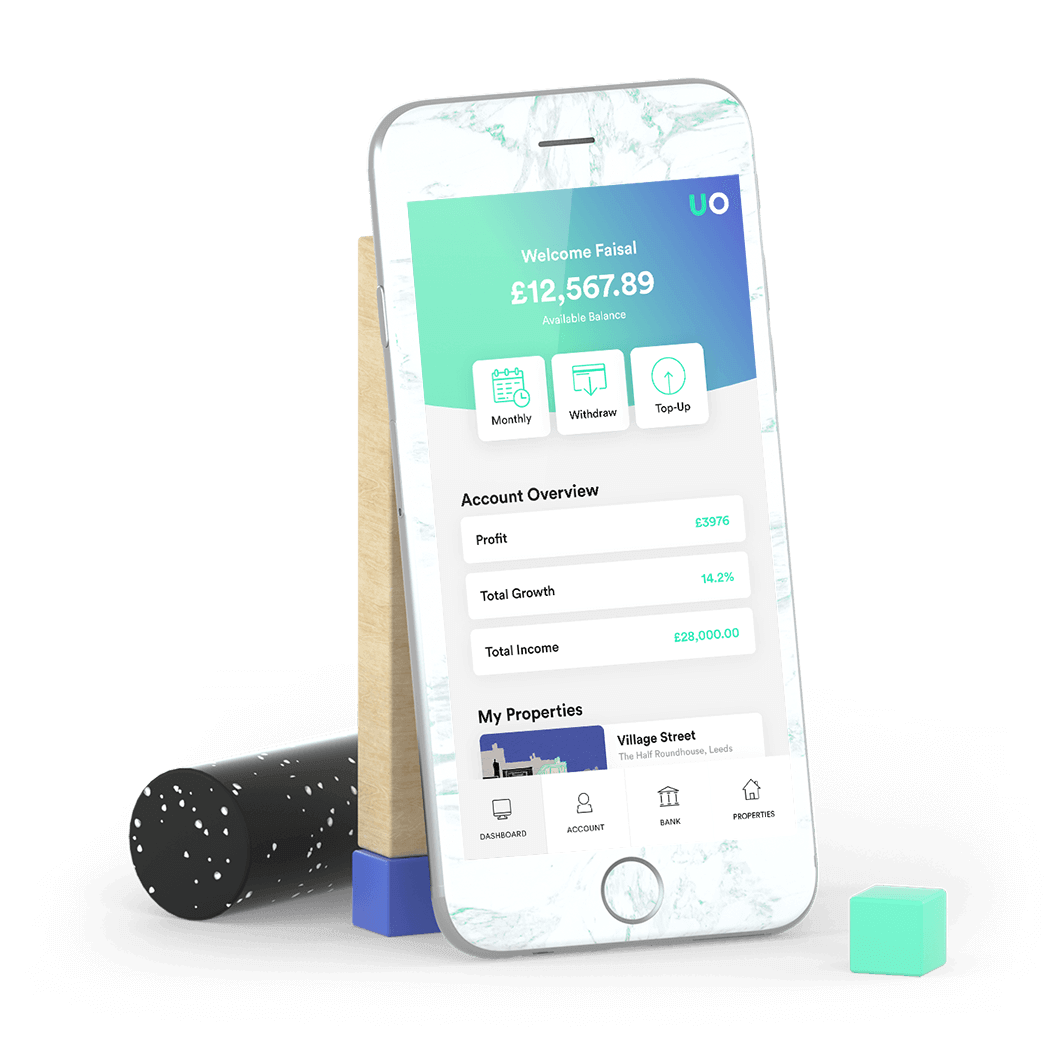 UO
Welcome Faisal
£12,567.89
Available Balance
Monthly
Withdraw
Top-Up
Account Overview
Profit
£3976
Total Growth
14.2%
Total Income
£28,000.00
My Properties
Village Street
The Half Roundhouse, Leeds
DASHBOARD
ACCOUNT
BANK
PROPERTIES